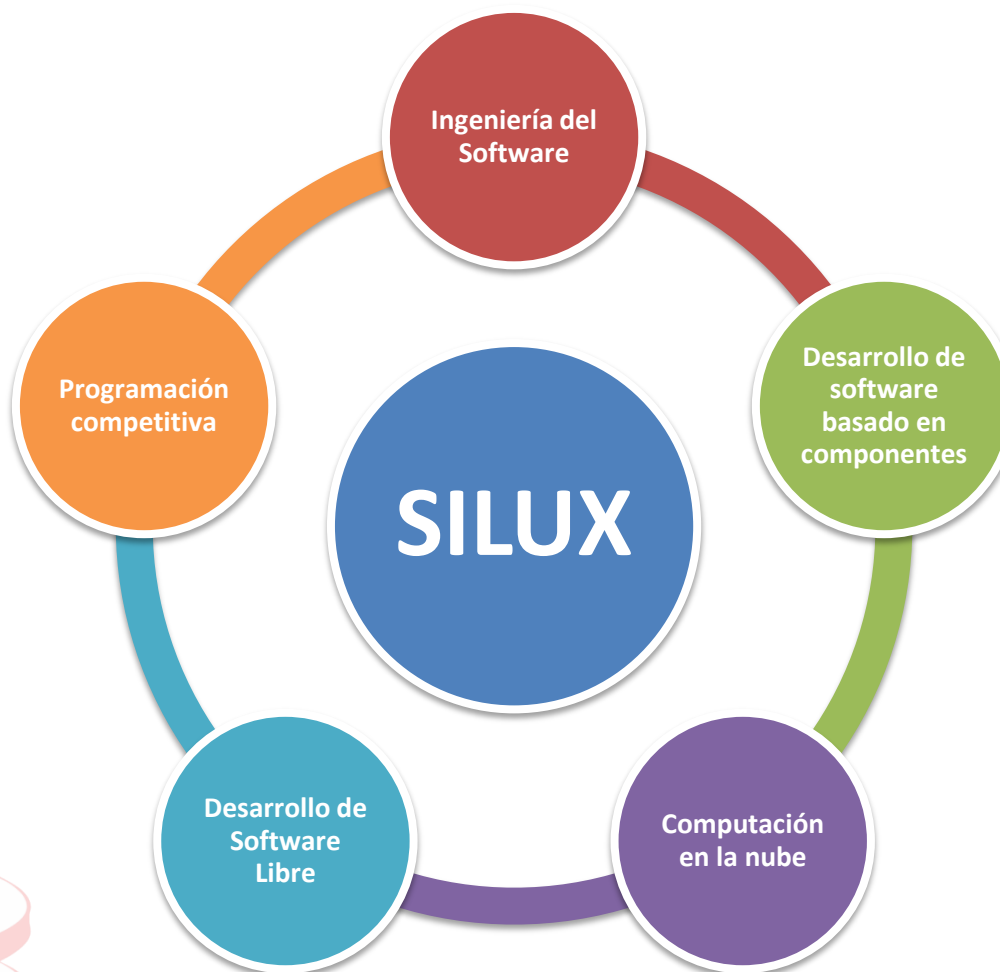 Ingeniería del
Software
Desarrollo de
software
basado en
componentes
Programación
competitiva
SILUX
Desarrollo de
Software
Libre
Computación
en la nube